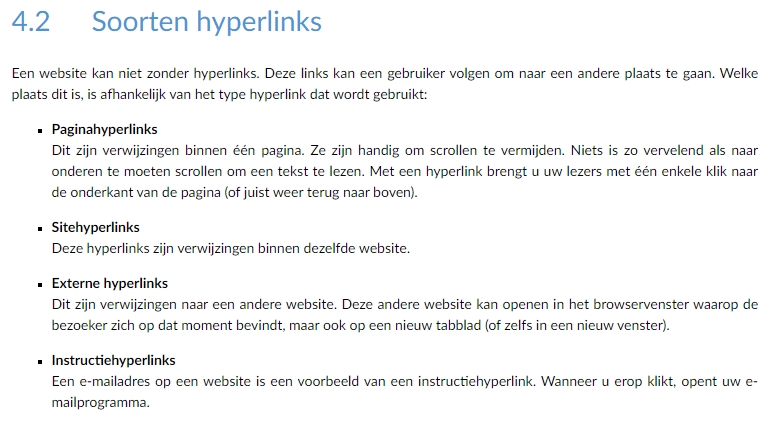 4.2 Soorten hyperlinks
Een website kan niet zonder hyperlinks. Deze links kan een gebruiker volgen om naar een andere plaats te gaan. Welke
plaats dit is, is afhankelijk van het type hyperlink dat wordt gebruikt:
▪ Paginahyperlinks
Dit zijn verwijzingen binnen één pagina. Ze zijn handig om scrollen te vermijden. Niets is zo vervelend als naar
onderen te moeten scrollen om een tekst te lezen. Met een hyperlink brengt u uw lezers met één enkele klik naar
de onderkant van de pagina (of juist weer terug naar boven).
▪ Sitehyperlinks
Deze hyperlinks zijn verwijzingen binnen dezelfde website.
▪ Externe hyperlinks
Dit zijn verwijzingen naar een andere website. Deze andere website kan openen in het browservenster waarop de
bezoeker zich op dat moment bevindt, maar ook op een nieuw tabblad (of zelfs in een nieuw venster).
▪ Instructiehyperlinks
Een e-mailadres op een website is een voorbeeld van een instructiehyperlink. Wanneer u erop klikt, opent uw e-
mailprogramma.